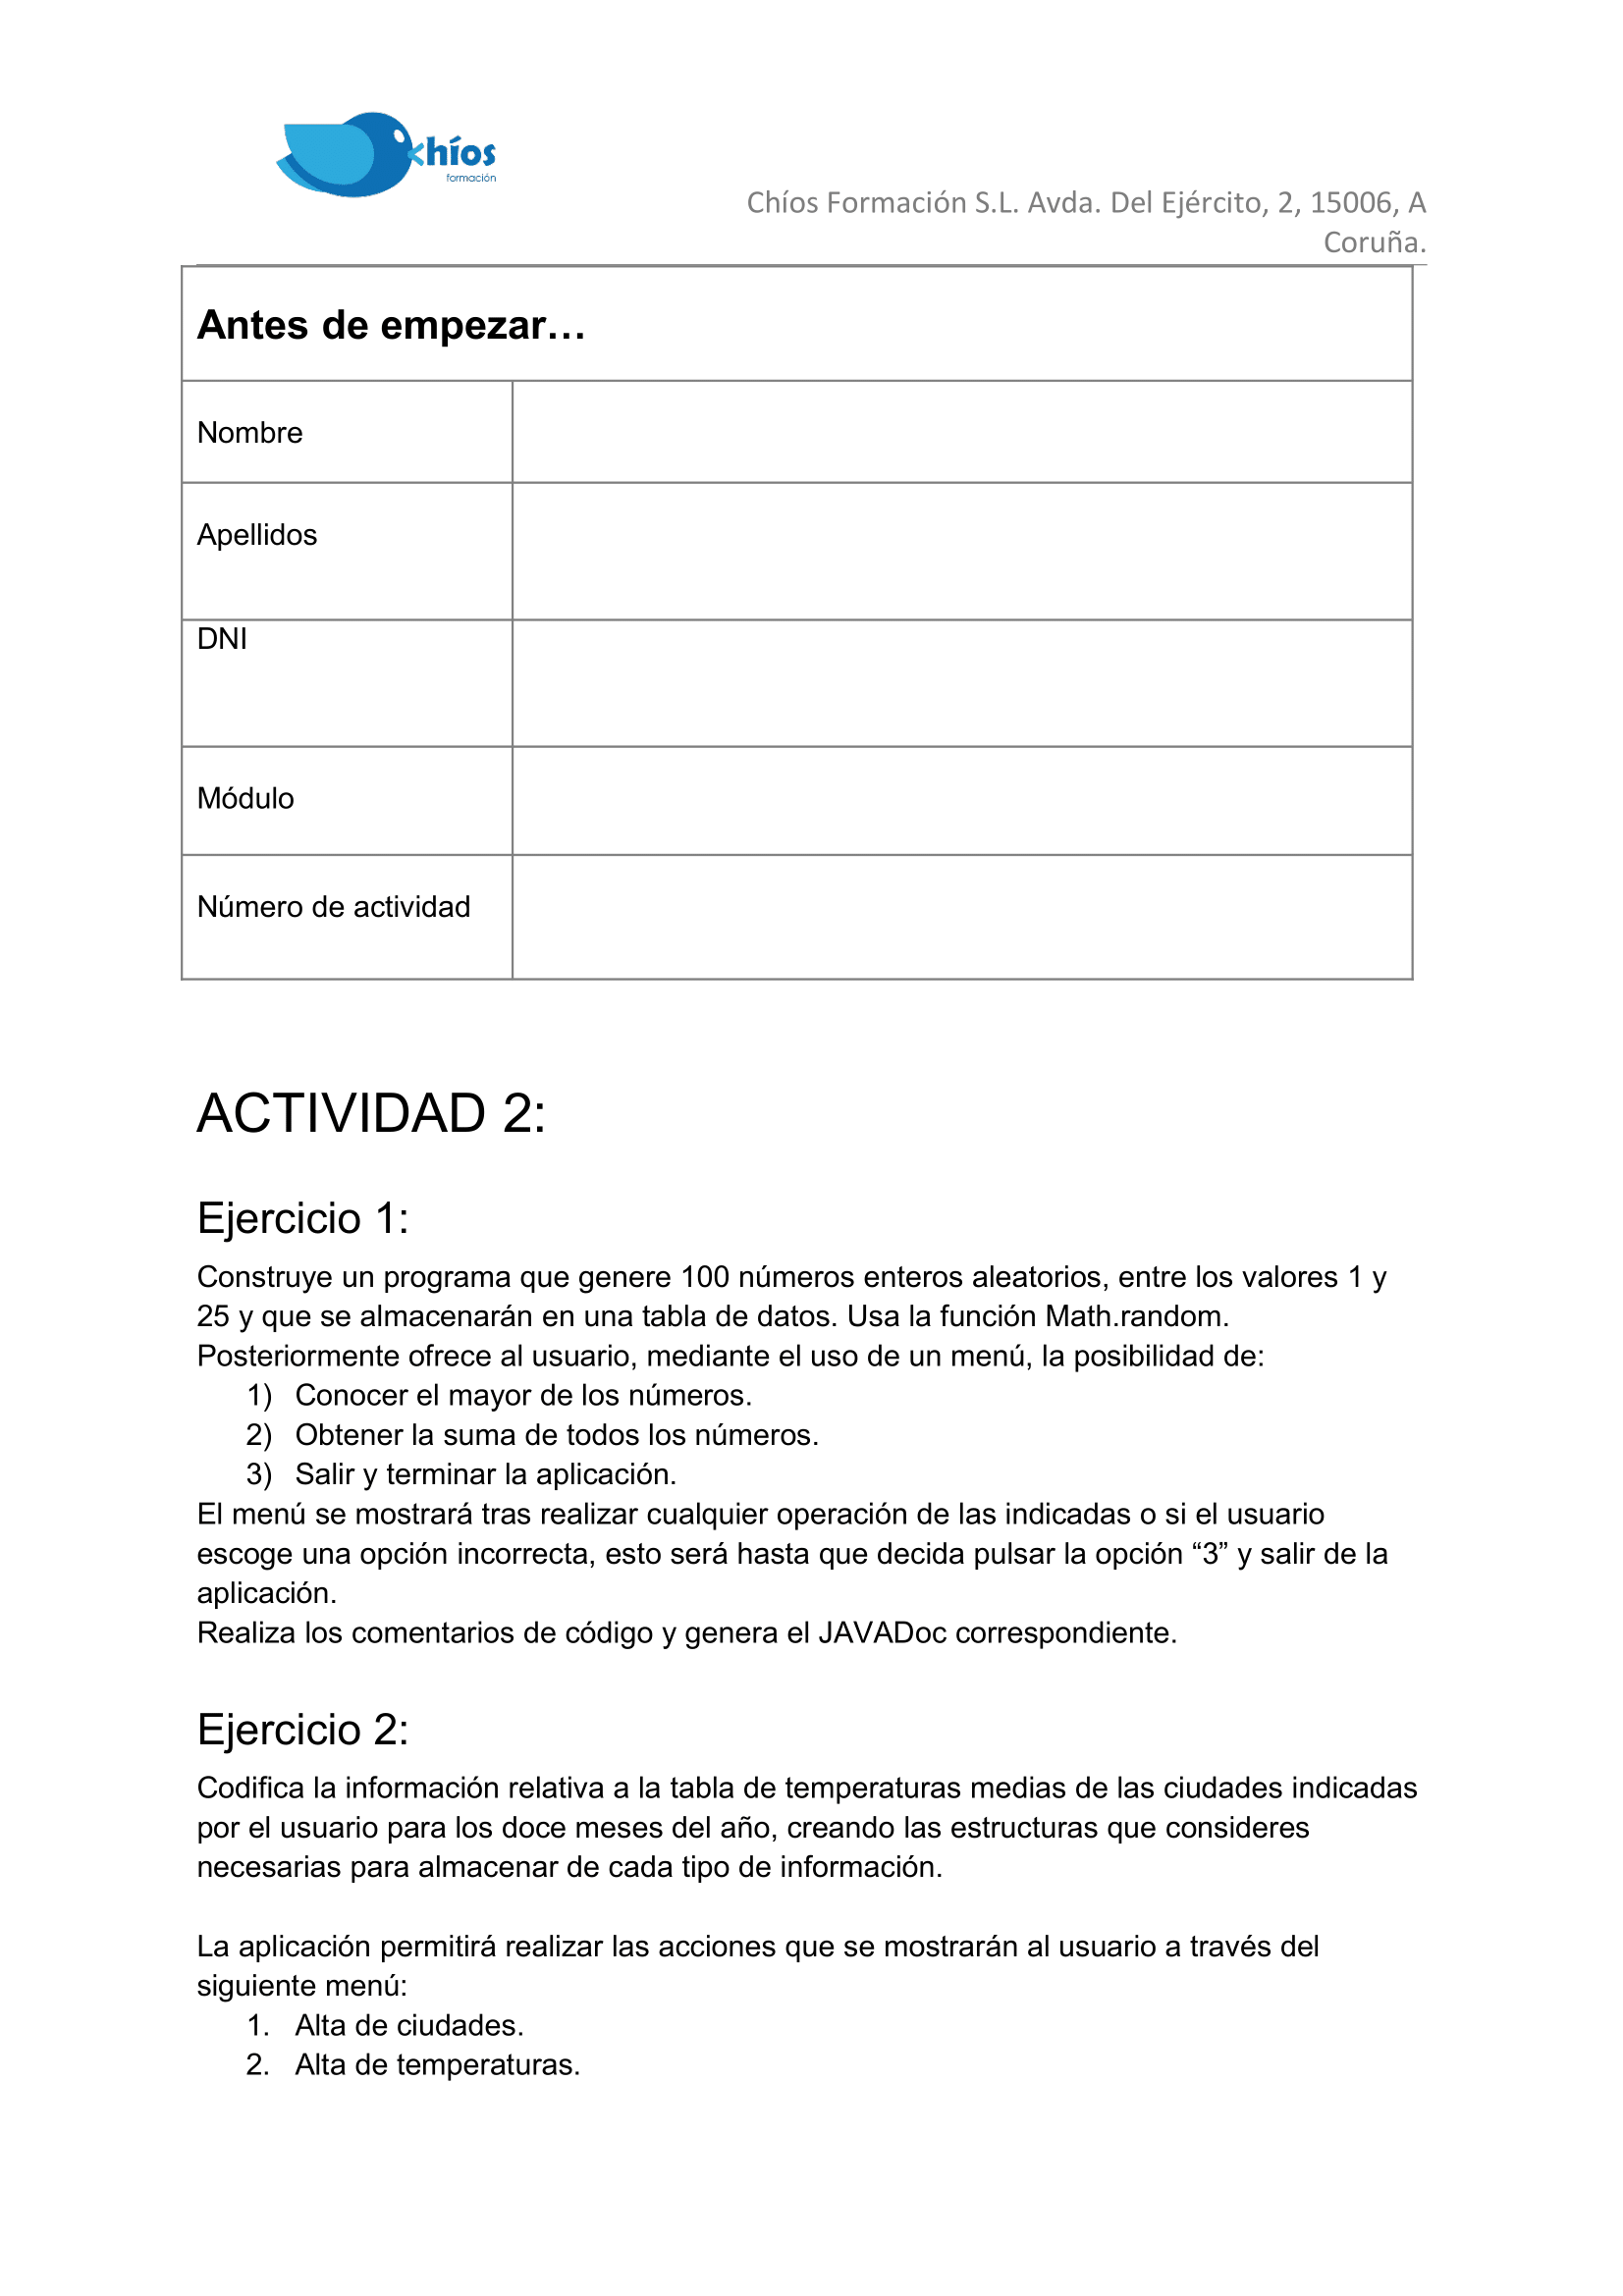 híos
formación
Chíos Formación S.L. Avda. Del Ejército, 2, 15006, A
Coruña.
Antes de empezar…
Nombre
Apellidos
DNI
Módulo
Número de actividad
ACTIVIDAD 2:
Ejercicio 1:
Construye un programa que genere 100 números enteros aleatorios, entre los valores 1 y
25 y que se almacenarán en una tabla de datos. Usa la función Math.random.
Posteriormente ofrece al usuario, mediante el uso de un menú, la posibilidad de:
1) Conocer el mayor de los números.
2) Obtener la suma de todos los números.
3) Salir y terminar la aplicación.
El menú se mostrará tras realizar cualquier operación de las indicadas o si el usuario
escoge una opción incorrecta, esto será hasta que decida pulsar la opción “3” y salir de la
aplicación.
Realiza los comentarios de código y genera el JAVADoc correspondiente.
Ejercicio 2:
Codifica la información relativa a la tabla de temperaturas medias de las ciudades indicadas
por el usuario para los doce meses del año, creando las estructuras que consideres
necesarias para almacenar de cada tipo de información.
La aplicación permitirá realizar las acciones que se mostrarán al usuario a través del
siguiente menú:
1. Alta de ciudades.
2. Alta de temperaturas.